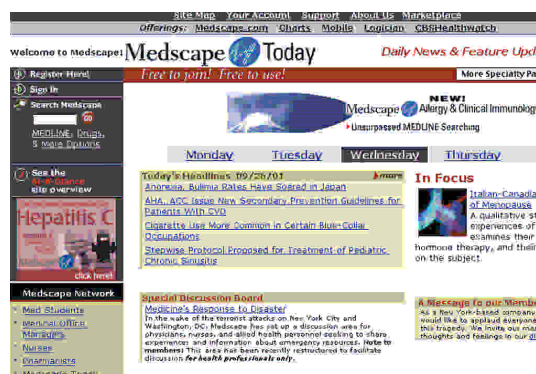 Site Map Your Account Support About Us Marketplace
Offerings: Medscape.com Charts Mobile Logician CBSHealthwatch
Welcome to Medscape! Medscape Today Daily News & Feature Upd
Register Here! Free to join! Free to use! More Specialty Pa
Sign In
Search Medscape
GO
MEDLINE, Drugs,
& More Options
NEW!
Medscape Allergy & Clinical Immunology
Unsurpassed MEDLINE Searching
Monday Tuesday Wednesday Thursday
See the
At-A-Glance
site overview
Hepatitis C
click here!
Today's Headlines 09/26/01 more
Anorexia, Bulimia Rates Have Soared in Japan
AHA, ACC Issue New Secondary Prevention Guidelines for
Patients With CVD
Cigarette Use More Common in Certain Blue-Collar
Occupations
Stepwise Protocol Proposed for Treatment of Pediatric
Chronic Sinusitis
In Focus
Italian-Canadia
of Menopause
A qualitative st
experiences of
examines their
hormone therapy, and their
on the subject.
Medscape Network
Med Students
Medical Office
Managers
Nurses
Pharmacists
Medscape Today
Special Discussion Board
Medicine's Response to Disaster
In the wake of the terrorist attacks on New York City and
Washington, DC, Medscape has set up a discussion area for
physicians, nurses, and allied health personnel seeking to share
experiences and information about emergency resources. Note to
members: This area has been recently restructured to facilitate
discussion for health professionals only.
A Message to our Membe
As a New York-based company
would like to applaud everyone
this tragedy. We invite our mem
thoughts and feelings in our di